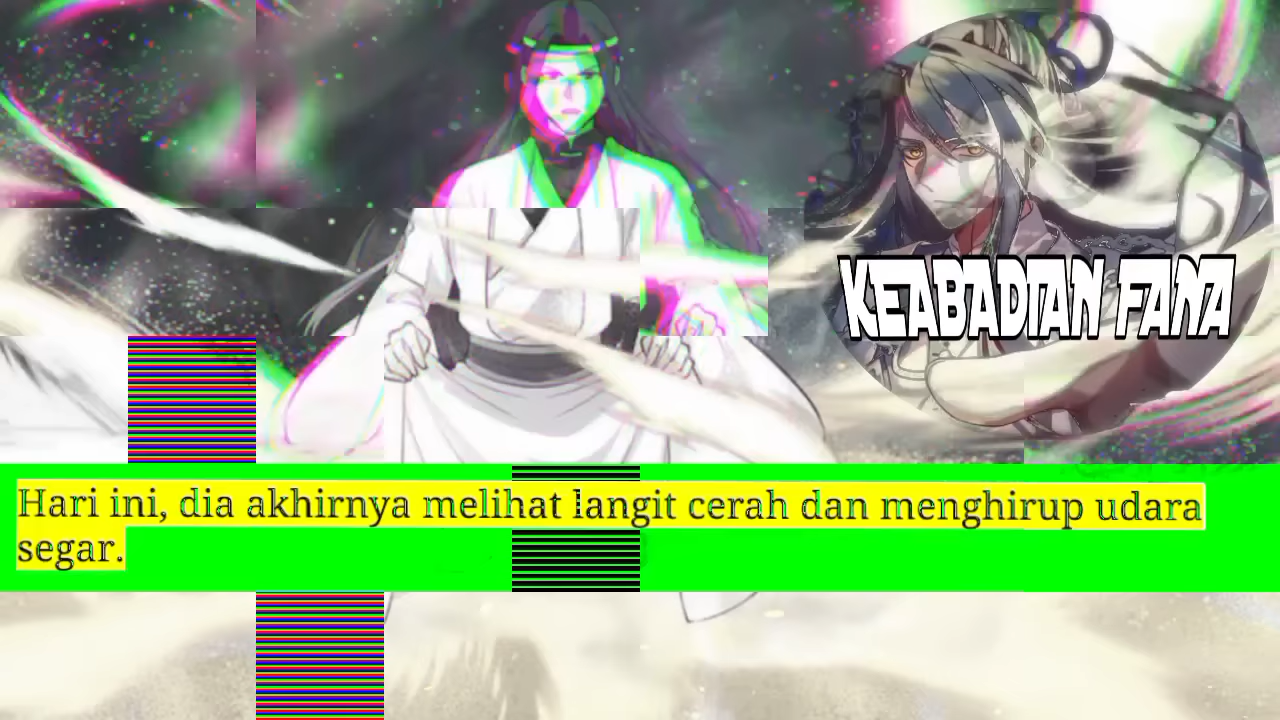 KEABADIAN FANA
Hari ini, dia akhirnya melihat langit cerah dan menghirup udara
segar.